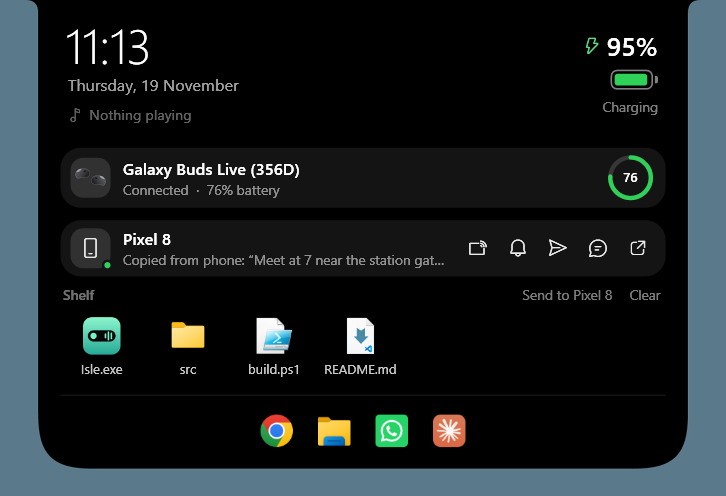 11:13
95%
Thursday, 19 November
Nothing playing
Charging
Galaxy Buds Live (356D)
Connected · 76% battery
76
Pixel 8
Copied from phone: “Meet at 7 near the station gat...
Shelf
Send to Pixel 8
Clear
Isle.exe
src
build.ps1
README.md